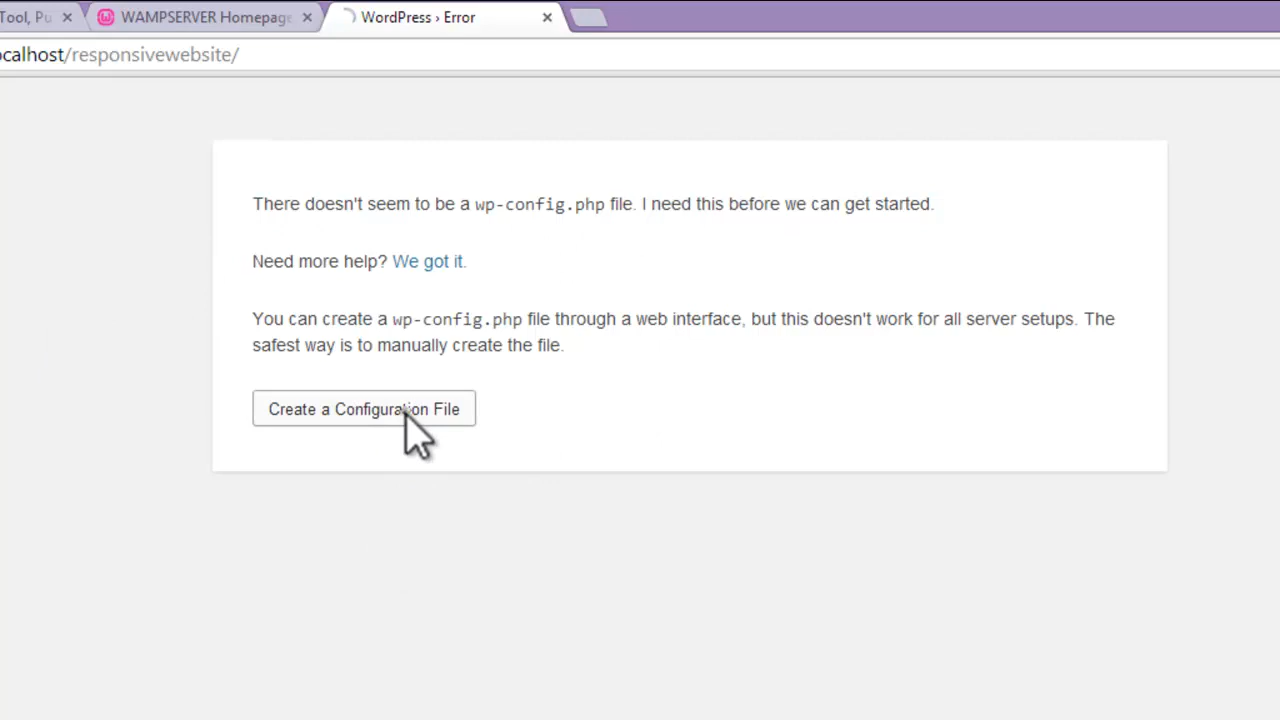 Tool, Pu
WAMPSERVER Homepage
WordPress › Error
ocalhost/responsivewebsite/
There doesn't seem to be a wp-config.php file. I need this before we can get started.
Need more help? We got it.
You can create a wp-config.php file through a web interface, but this doesn't work for all server setups. The
safest way is to manually create the file.
Create a Configuration File